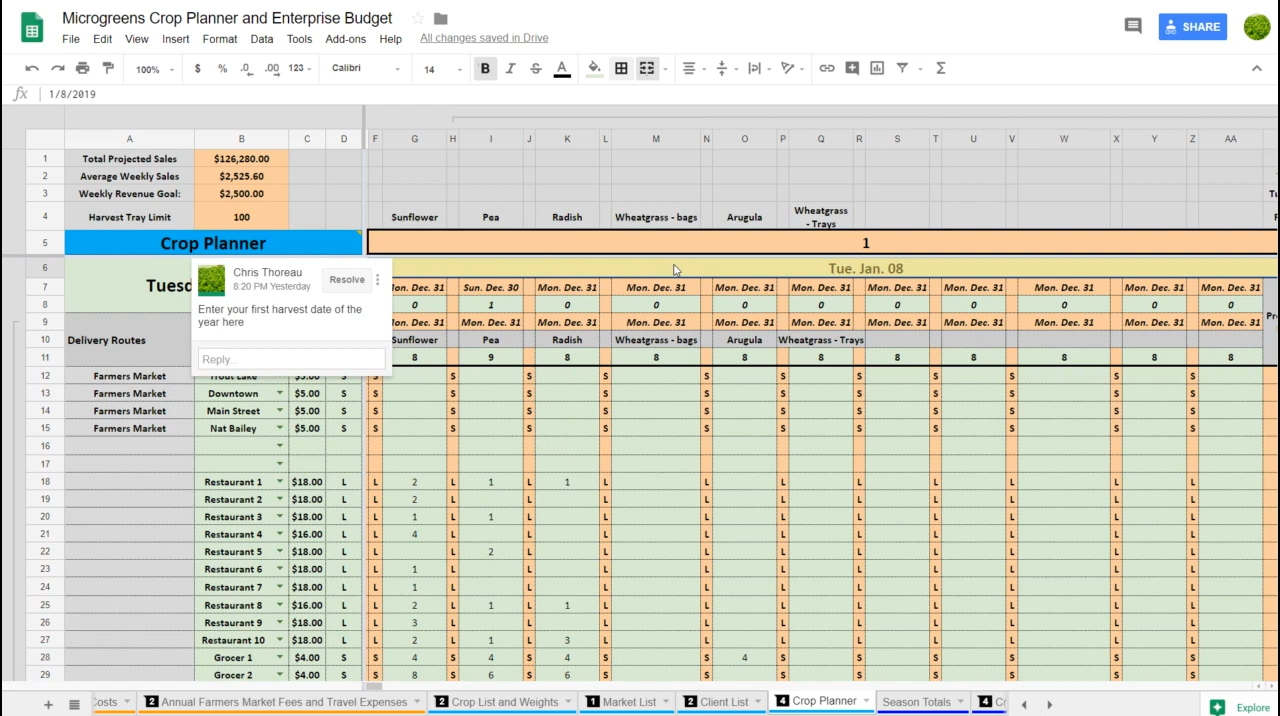 Microgreens Crop Planner and Enterprise Budget
File Edit View Insert Format Data Tools Add-ons Help All changes saved in Drive
SHARE
100% $ % .0 .00 123 Calibri 14 B I S A
fx 1/8/2019
A B C D F G H I J K L M N O P Q R S T U V W X Y Z AA
1 Total Projected Sales $126,280.00
2 Average Weekly Sales $2,525.60
3 Weekly Revenue Goal: $2,500.00
4 Harvest Tray Limit 100 Sunflower Pea Radish Wheatgrass - bags Arugula Wheatgrass - Trays
5 Crop Planner 1
6 Tue. Jan. 08
Chris Thoreau
8:20 PM Yesterday
Resolve
Enter your first harvest date of the
year here
Reply...
7 Mon. Dec. 31 Sun. Dec. 30 Mon. Dec. 31 Mon. Dec. 31 Mon. Dec. 31 Mon. Dec. 31 Mon. Dec. 31 Mon. Dec. 31 Mon. Dec. 31 Mon. Dec. 31 Mon. Dec. 31
8 0 1 0 0 0 0 0 0 0 0 0
9 Mon. Dec. 31 Mon. Dec. 31 Mon. Dec. 31 Mon. Dec. 31 Mon. Dec. 31 Mon. Dec. 31 Mon. Dec. 31 Mon. Dec. 31 Mon. Dec. 31 Mon. Dec. 31 Mon. Dec. 31
10 Delivery Routes Sunflower Pea Radish Wheatgrass - bags Arugula Wheatgrass - Trays
11 8 9 8 8 8 8 8 8 8 8 8
12 Farmers Market Trout Lake $5.00 S S S S S S S S S S S S
13 Farmers Market Downtown $5.00 S S S S S S S S S S S S
14 Farmers Market Main Street $5.00 S S S S S S S S S S S S
15 Farmers Market Nat Bailey $5.00 S S S S S S S S S S S S
16
17
18 Restaurant 1 $18.00 L L 2 L 1 L 1 L L L L L L L L
19 Restaurant 2 $18.00 L L 2 L L L L L L L L L L
20 Restaurant 3 $18.00 L L 1 L 1 L L L L L L L L L
21 Restaurant 4 $16.00 L L 4 L L L L L L L L L L
22 Restaurant 5 $18.00 L L L 2 L L L L L L L L L
23 Restaurant 6 $18.00 L L 1 L L L L L L L L L L
24 Restaurant 7 $18.00 L L 1 L L L L L L L L L L
25 Restaurant 8 $16.00 L L 2 L 1 L 1 L L L L L L L L
26 Restaurant 9 $18.00 L L 3 L L L L L L L L L L
27 Restaurant 10 $18.00 L L 2 L 1 L 3 L L L L L L L L
28 Grocer 1 $4.00 S S 4 S 4 S 4 S S 4 S S S S S S
29 Grocer 2 $4.00 S S 8 S 6 S 6 S S S S S S S S
2 Annual Farmers Market Fees and Travel Expenses 2 Crop List and Weights 1 Market List 2 Client List 4 Crop Planner Season Totals 4
Explore